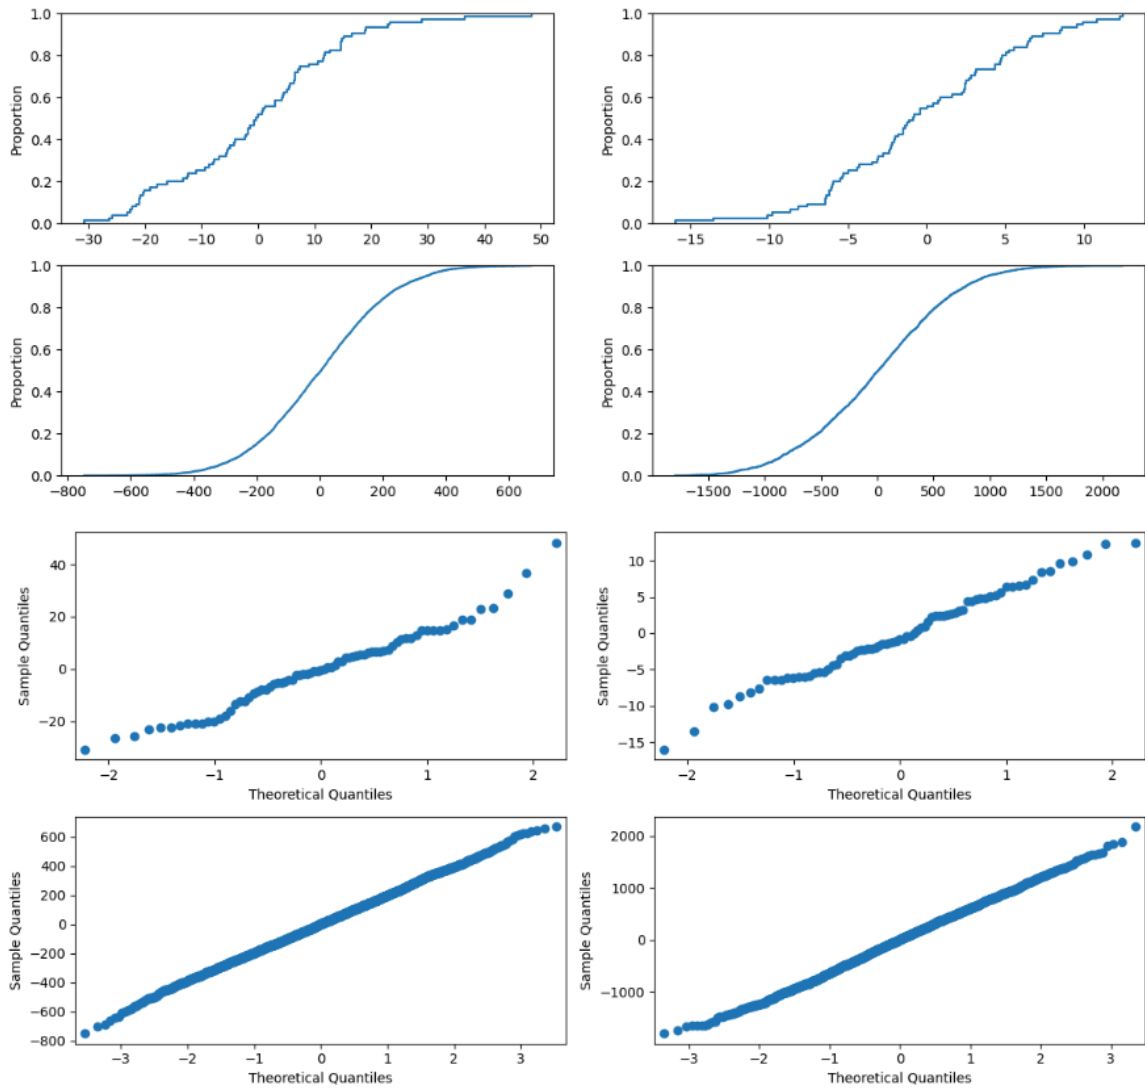 1.0
0.8
0.6
0.4
0.2
0.0
Proportion
−30 −20 −10 0 10 20 30 40 50
1.0
0.8
0.6
0.4
0.2
0.0
Proportion
−15 −10 −5 0 5 10
1.0
0.8
0.6
0.4
0.2
0.0
Proportion
−800 −600 −400 −200 0 200 400 600
1.0
0.8
0.6
0.4
0.2
0.0
Proportion
−1500 −1000 −500 0 500 1000 1500 2000
40
20
0
−20
Sample Quantiles
−2 −1 0 1 2
Theoretical Quantiles
10
5
0
−5
−10
−15
Sample Quantiles
−2 −1 0 1 2
Theoretical Quantiles
600
400
200
0
−200
−400
−600
−800
Sample Quantiles
−3 −2 −1 0 1 2 3
Theoretical Quantiles
2000
1000
0
−1000
Sample Quantiles
−3 −2 −1 0 1 2 3
Theoretical Quantiles